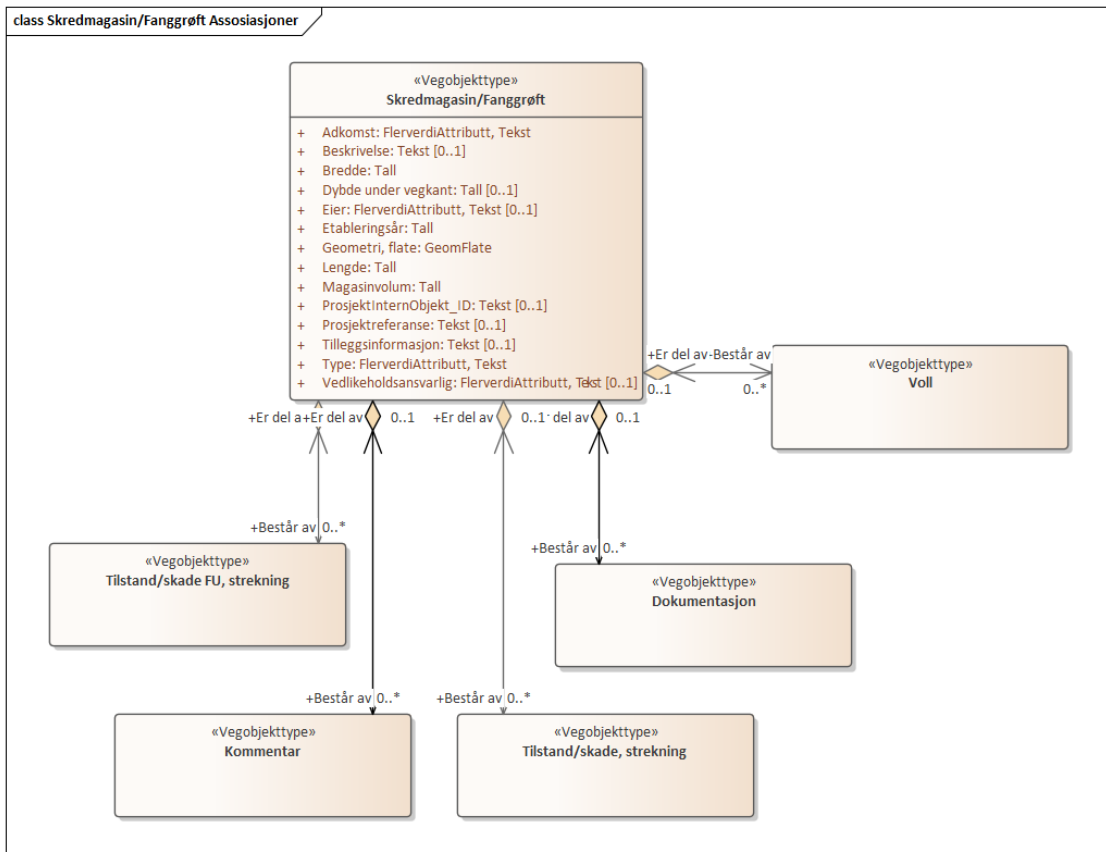 class Skredmagasin/Fanggrøft Assosiasjoner
«Vegobjekttype»
Skredmagasin/Fanggrøft
+ Adkomst: FlerverdiAttributt, Tekst
+ Beskrivelse: Tekst [0..1]
+ Bredde: Tall
+ Dybde under vegkant: Tall [0..1]
+ Eier: FlerverdiAttributt, Tekst [0..1]
+ Etableringsår: Tall
+ Geometri, flate: GeomFlate
+ Lengde: Tall
+ Magasinvolum: Tall
+ ProsjektInternObjekt_ID: Tekst [0..1]
+ Prosjektreferanse: Tekst [0..1]
+ Tilleggsinformasjon: Tekst [0..1]
+ Type: FlerverdiAttributt, Tekst
+ Vedlikeholdsansvarlig: FlerverdiAttributt, Tekst [0..1]
+Er del av
+Består av
0..1
0..*
«Vegobjekttype»
Voll
+Er del a
+Er del av
0..1
+Er del av
0..1
del av
0..1
+Består av 0..*
«Vegobjekttype»
Tilstand/skade FU, strekning
+Består av 0..*
«Vegobjekttype»
Dokumentasjon
+Består av 0..*
«Vegobjekttype»
Kommentar
+Består av 0..*
«Vegobjekttype»
Tilstand/skade, strekning